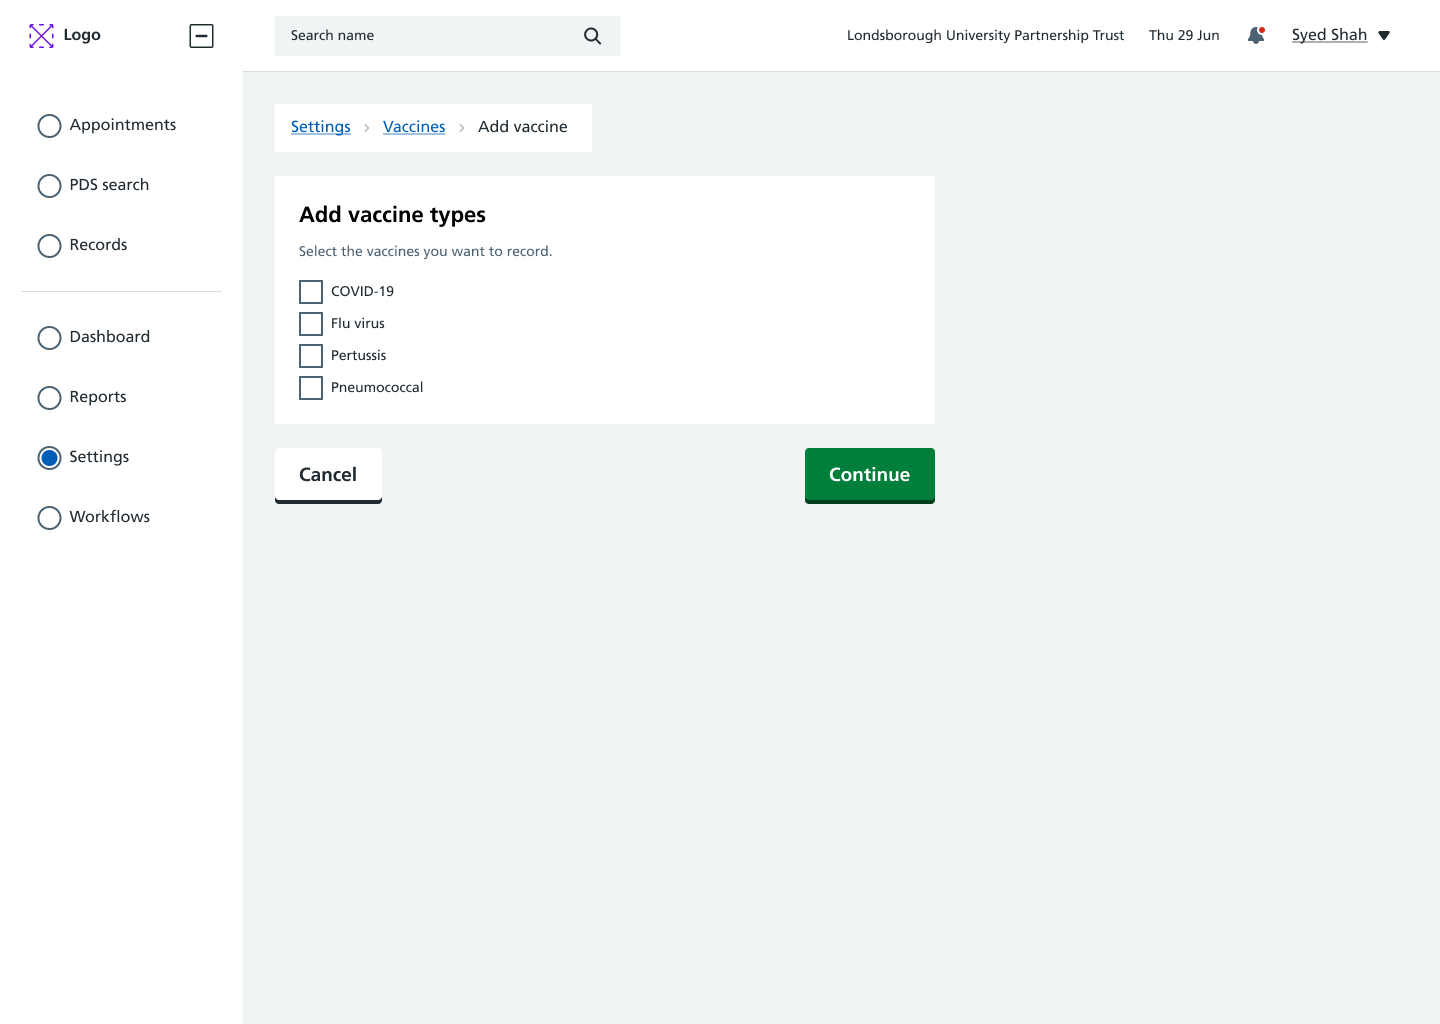 Logo
Search name
Londsborough University Partnership Trust
Thu 29 Jun
Syed Shah
Appointments
PDS search
Records
Dashboard
Reports
Settings
Workflows
Settings › Vaccines › Add vaccine
Add vaccine types
Select the vaccines you want to record.
COVID-19
Flu virus
Pertussis
Pneumococcal
Cancel
Continue